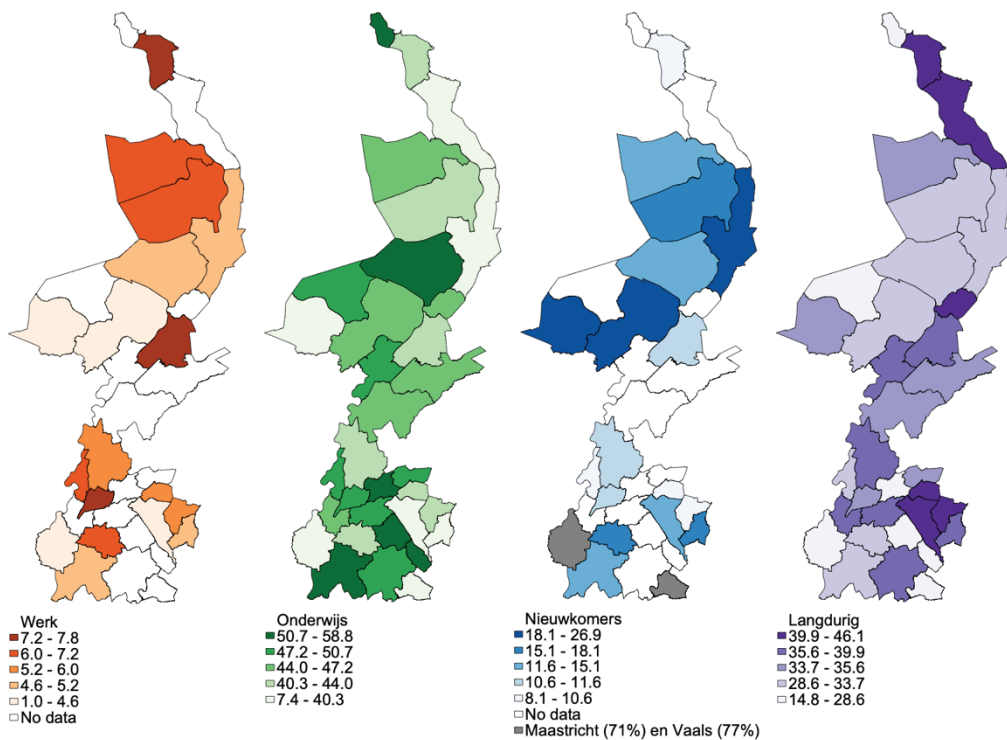 Werk
7.2 - 7.8
6.0 - 7.2
5.2 - 6.0
4.6 - 5.2
1.0 - 4.6
No data
Onderwijs
50.7 - 58.8
47.2 - 50.7
44.0 - 47.2
40.3 - 44.0
7.4 - 40.3
Nieuwkomers
18.1 - 26.9
15.1 - 18.1
11.6 - 15.1
10.6 - 11.6
8.1 - 10.6
No data
Maastricht (71%) en Vaals (77%)
Langdurig
39.9 - 46.1
35.6 - 39.9
33.7 - 35.6
28.6 - 33.7
14.8 - 28.6